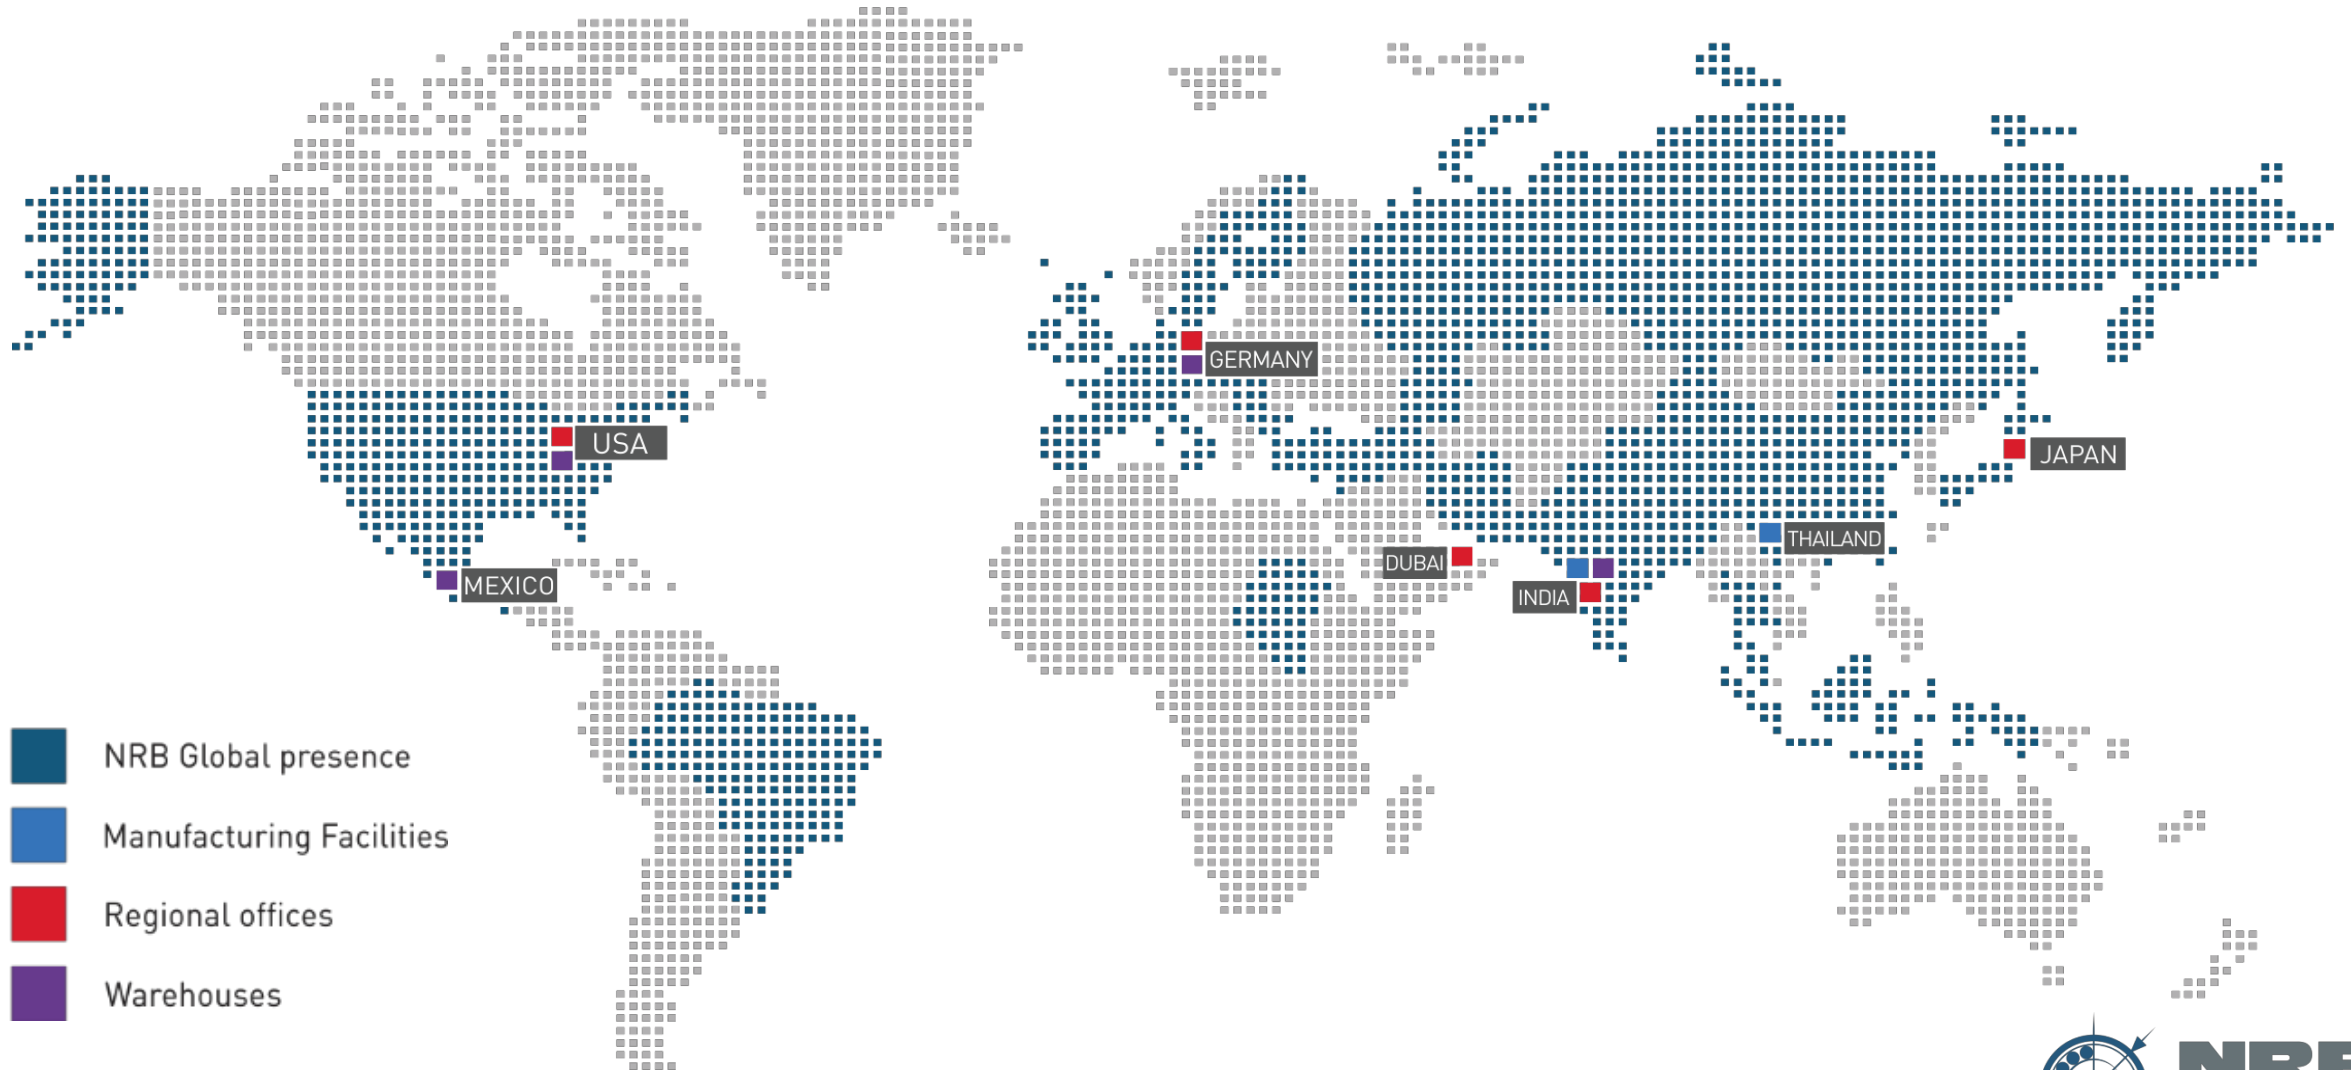 GERMANY
USA
JAPAN
THAILAND
DUBAI
MEXICO
INDIA
NRB Global presence
Manufacturing Facilities
Regional offices
Warehouses